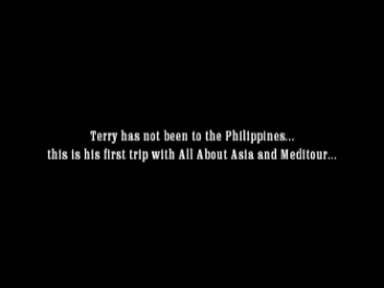 Terry has not been to the Philippines...
this is his first trip with All About Asia and Meditour...